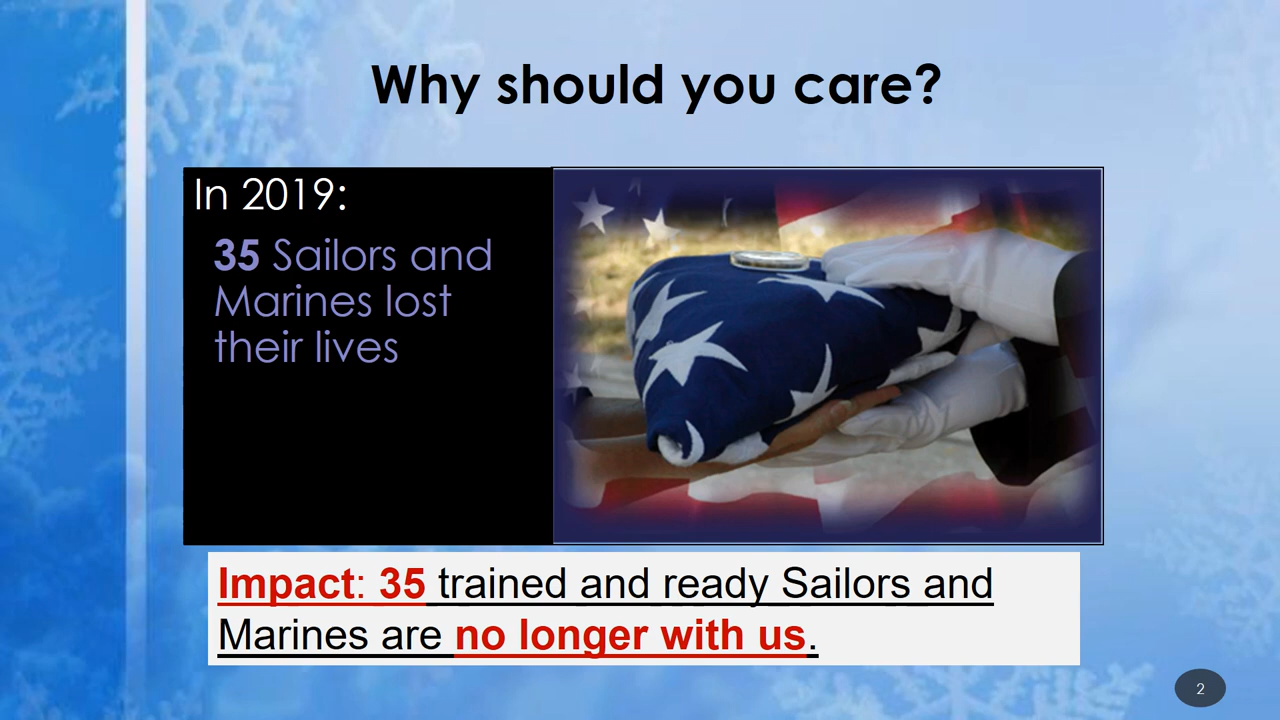 Why should you care?
In 2019:
35 Sailors and
Marines lost
their lives
Impact: 35 trained and ready Sailors and
Marines are no longer with us.
2